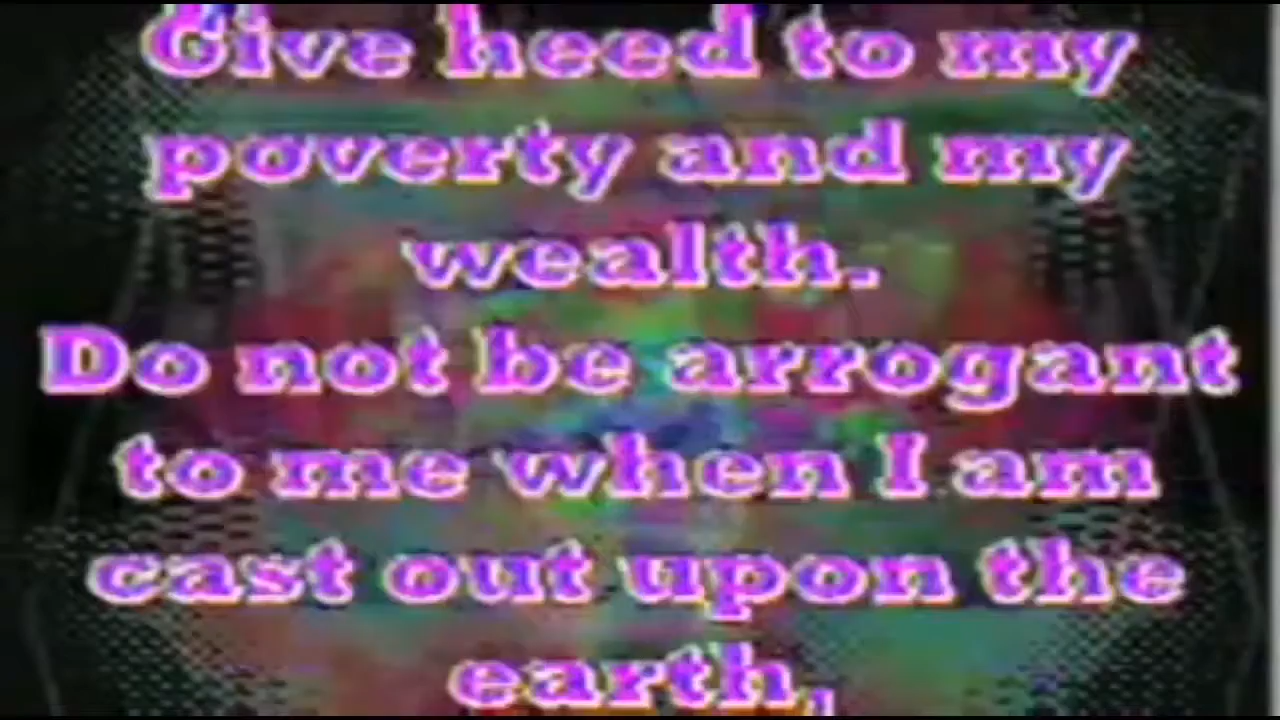 Give heed to my
poverty and my
wealth.
Do not be arrogant
to me when I am
cast out upon the
earth,